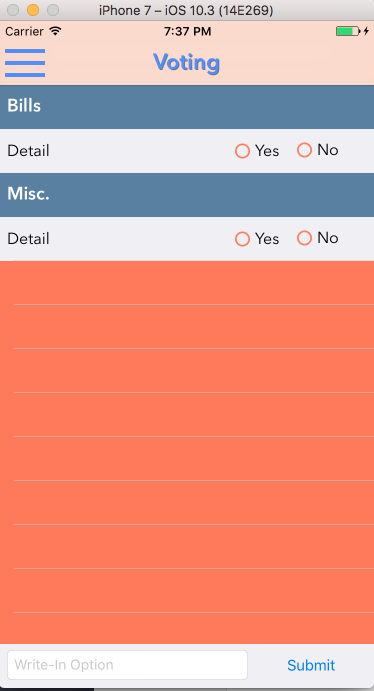 iPhone 7 – iOS 10.3 (14E269)
Carrier 7:37 PM
Voting
Bills
Detail Yes No
Misc.
Detail Yes No
Write-In Option Submit